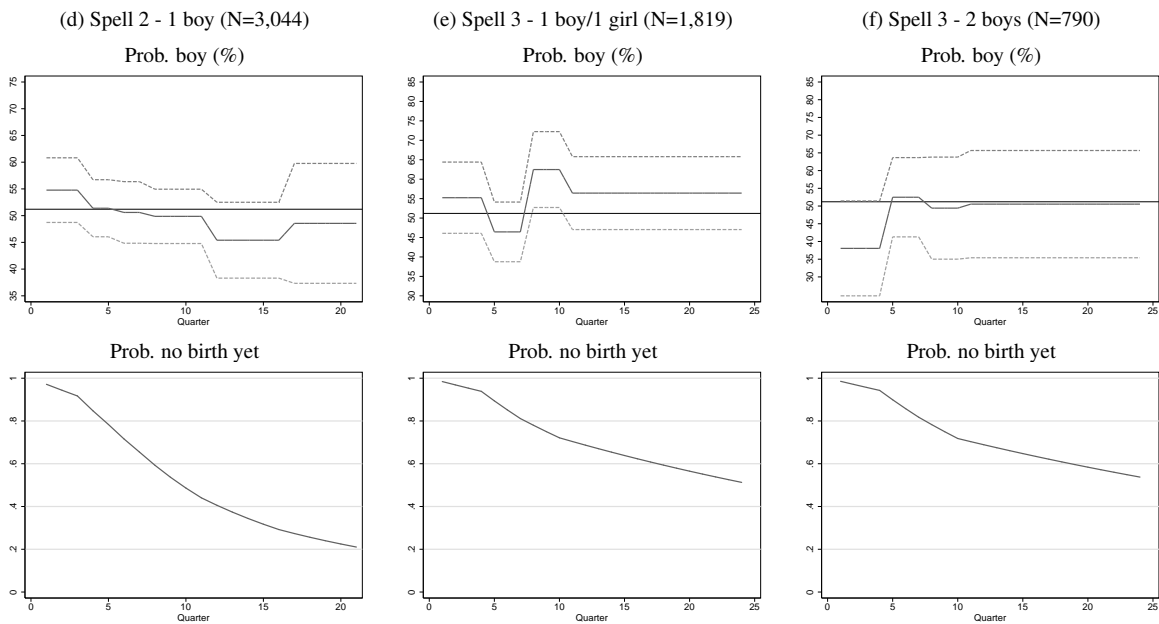 (d) Spell 2 - 1 boy (N=3,044)
Prob. boy (%)
75
70
65
60
55
50
45
40
35
0 5 10 15 20
Quarter
Prob. no birth yet
1
.8
.6
.4
.2
0
0 5 10 15 20
Quarter
(e) Spell 3 - 1 boy/1 girl (N=1,819)
Prob. boy (%)
85
80
75
70
65
60
55
50
45
40
35
30
0 5 10 15 20 25
Quarter
Prob. no birth yet
1
.8
.6
.4
.2
0
0 5 10 15 20 25
Quarter
(f) Spell 3 - 2 boys (N=790)
Prob. boy (%)
85
80
75
70
65
60
55
50
45
40
35
30
0 5 10 15 20 25
Quarter
Prob. no birth yet
1
.8
.6
.4
.2
0
0 5 10 15 20 25
Quarter